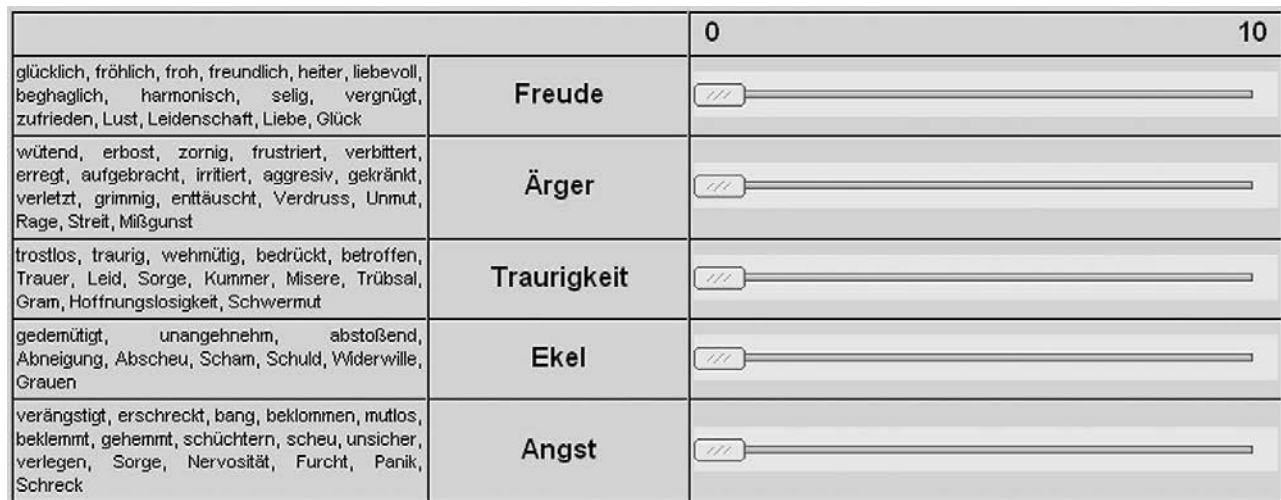 0 10
glücklich, fröhlich, froh, freundlich, heiter, liebevoll,
beghaglich, harmonisch, selig, vergnügt,
zufrieden, Lust, Leidenschaft, Liebe, Glück
Freude
wütend, erbost, zornig, frustriert, verbittert,
erregt, aufgebracht, irritiert, aggresiv, gekränkt,
verletzt, grimmig, enttäuscht, Verdruss, Unmut,
Rage, Streit, Mißgunst
Ärger
trostlos, traurig, wehmütig, bedrückt, betroffen,
Trauer, Leid, Sorge, Kummer, Misere, Trübsal,
Gram, Hoffnungslosigkeit, Schwermut
Traurigkeit
gedemütigt, unangehnehm, abstoßend,
Abneigung, Abscheu, Scham, Schuld, Widerwille,
Grauen
Ekel
verängstigt, erschreckt, bang, beklommen, mutlos,
beklemmt, gehemmt, schüchtern, scheu, unsicher,
verlegen, Sorge, Nervosität, Furcht, Panik,
Schreck
Angst